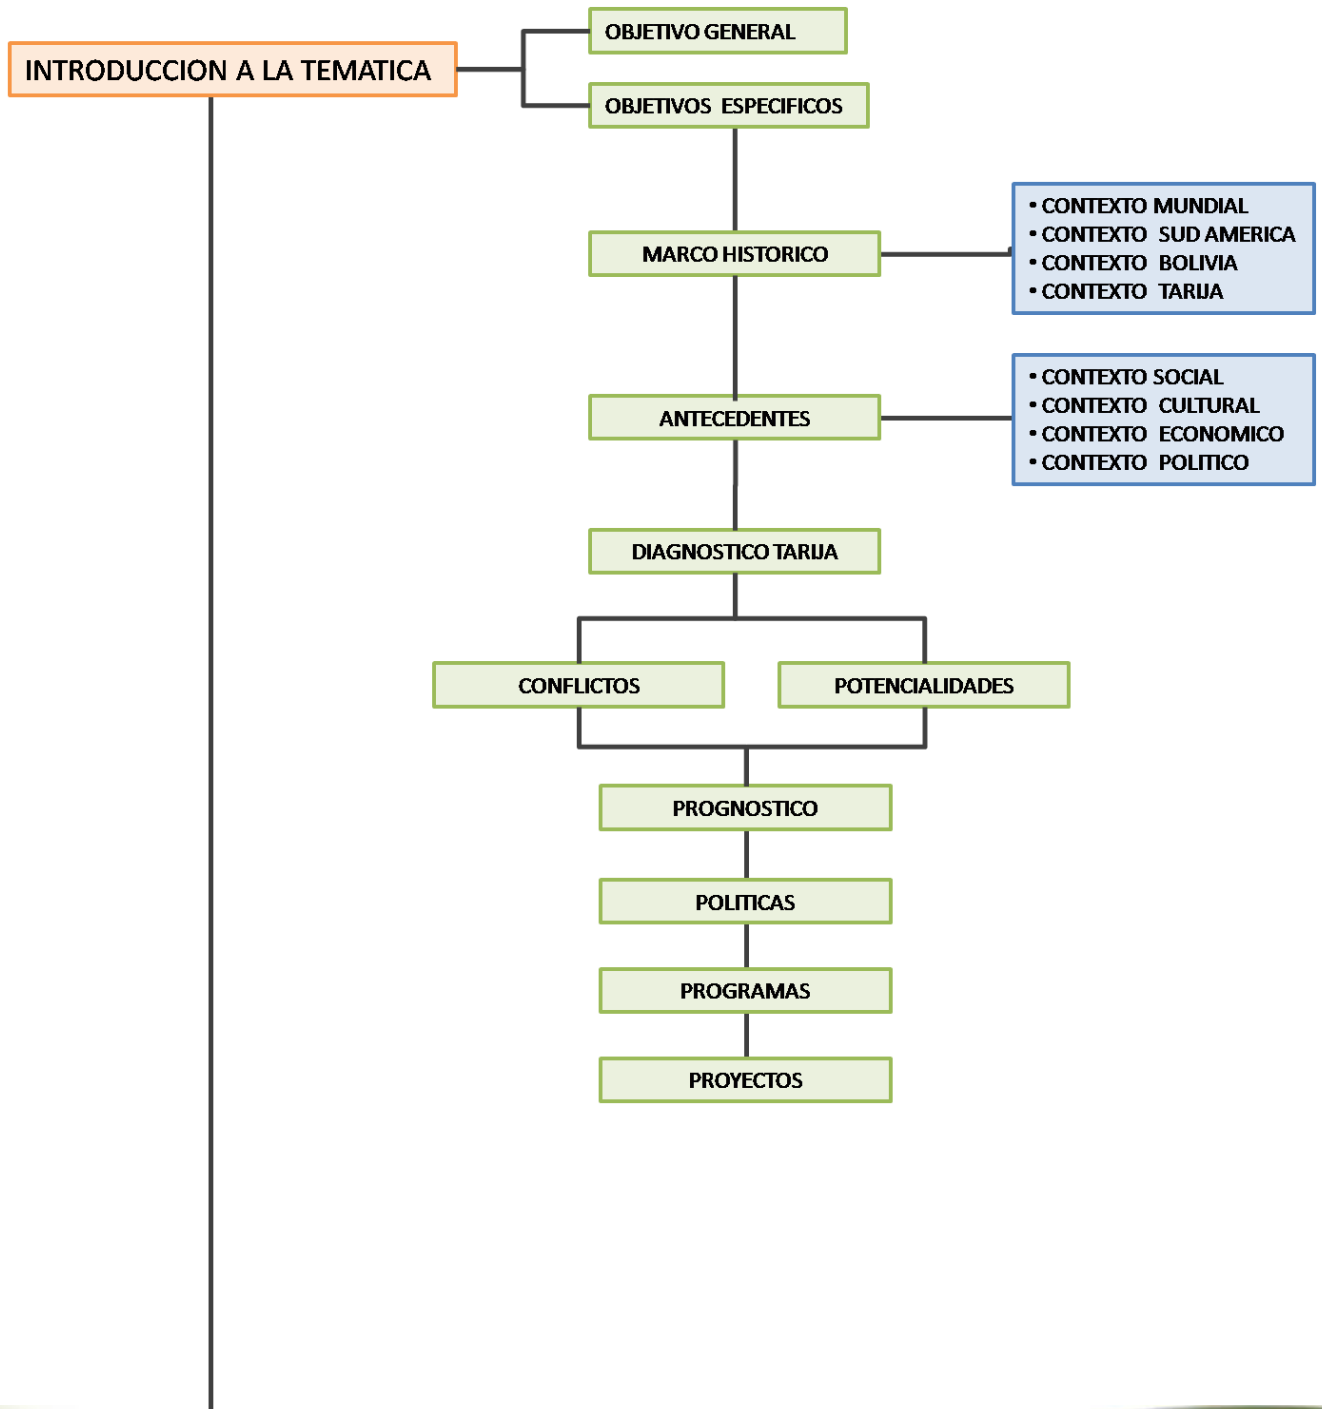 INTRODUCCION A LA TEMATICA
OBJETIVO GENERAL
OBJETIVOS ESPECIFICOS
MARCO HISTORICO
• CONTEXTO MUNDIAL
• CONTEXTO SUD AMERICA
• CONTEXTO BOLIVIA
• CONTEXTO TARIJA
ANTECEDENTES
• CONTEXTO SOCIAL
• CONTEXTO CULTURAL
• CONTEXTO ECONOMICO
• CONTEXTO POLITICO
DIAGNOSTICO TARIJA
CONFLICTOS
POTENCIALIDADES
PROGNOSTICO
POLITICAS
PROGRAMAS
PROYECTOS